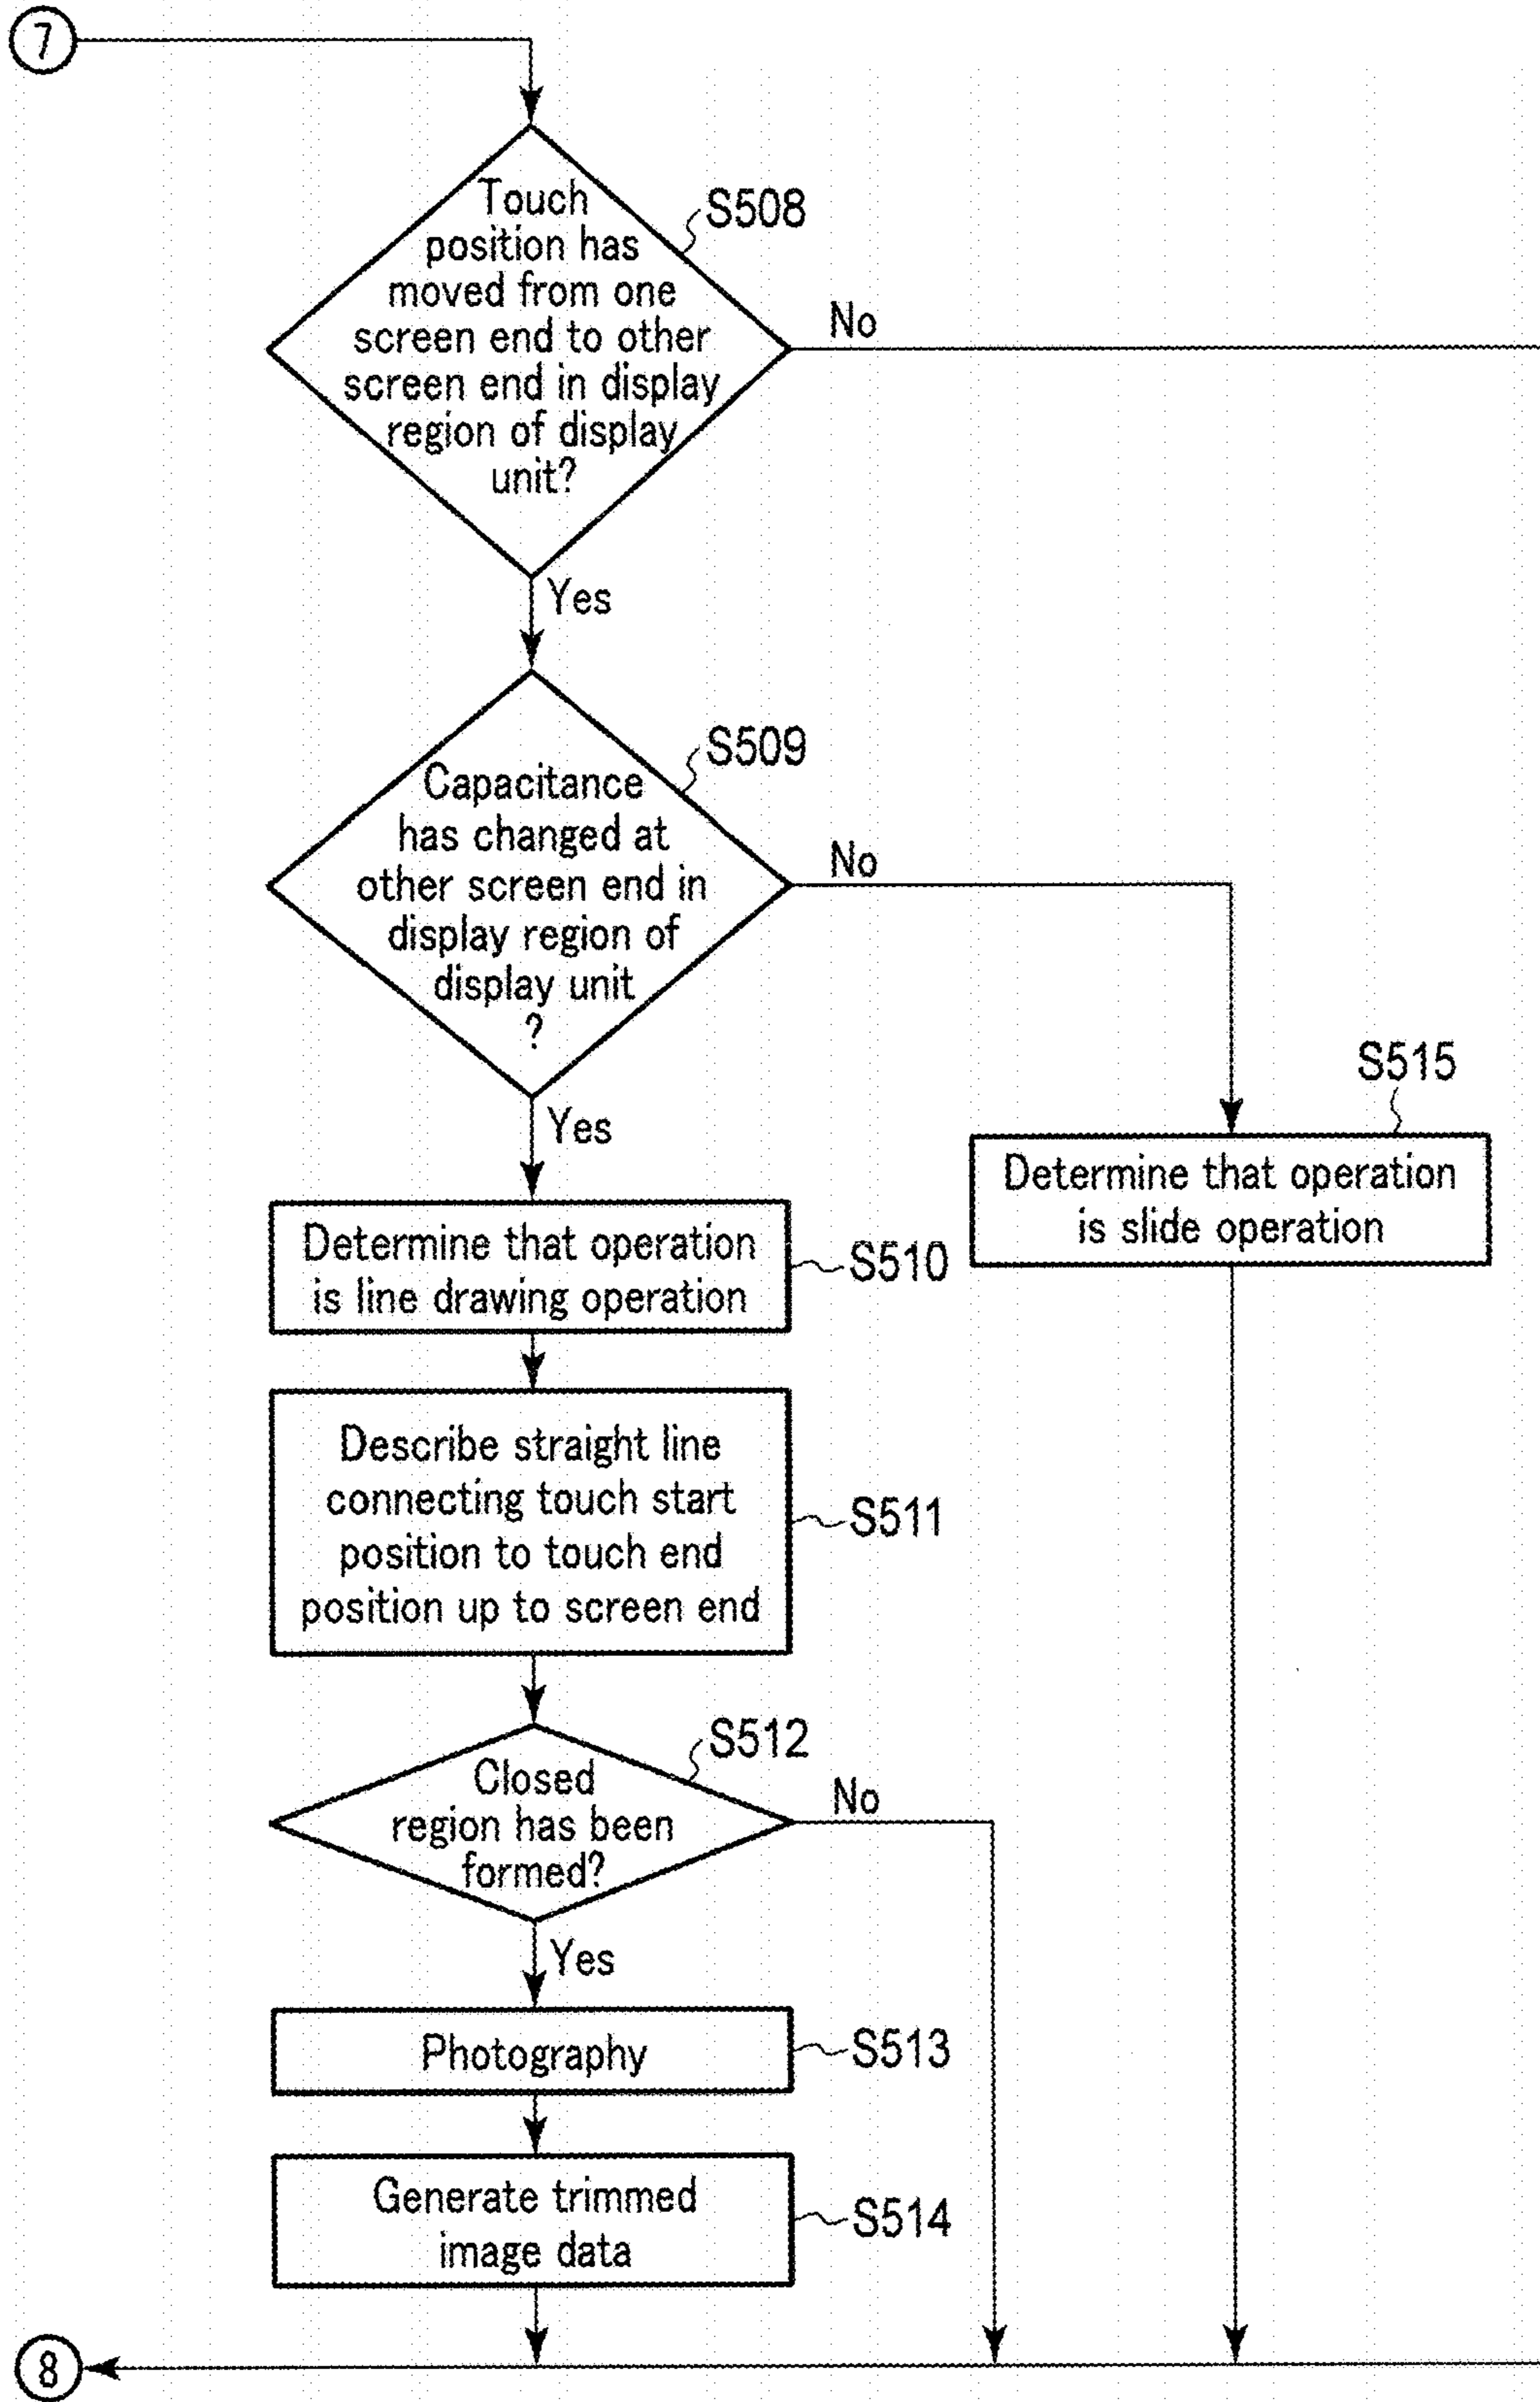 7
Touch
position has
moved from one
screen end to other
screen end in display
region of display
unit?
S508
No
Yes
Capacitance
has changed at
other screen end in
display region of
display unit
?
S509
No
Yes
S515
Determine that operation
is slide operation
Determine that operation
is line drawing operation
S510
Describe straight line
connecting touch start
position to touch end
position up to screen end
S511
S512
Closed
region has been
formed?
No
Yes
Photography
S513
Generate trimmed
image data
S514
8